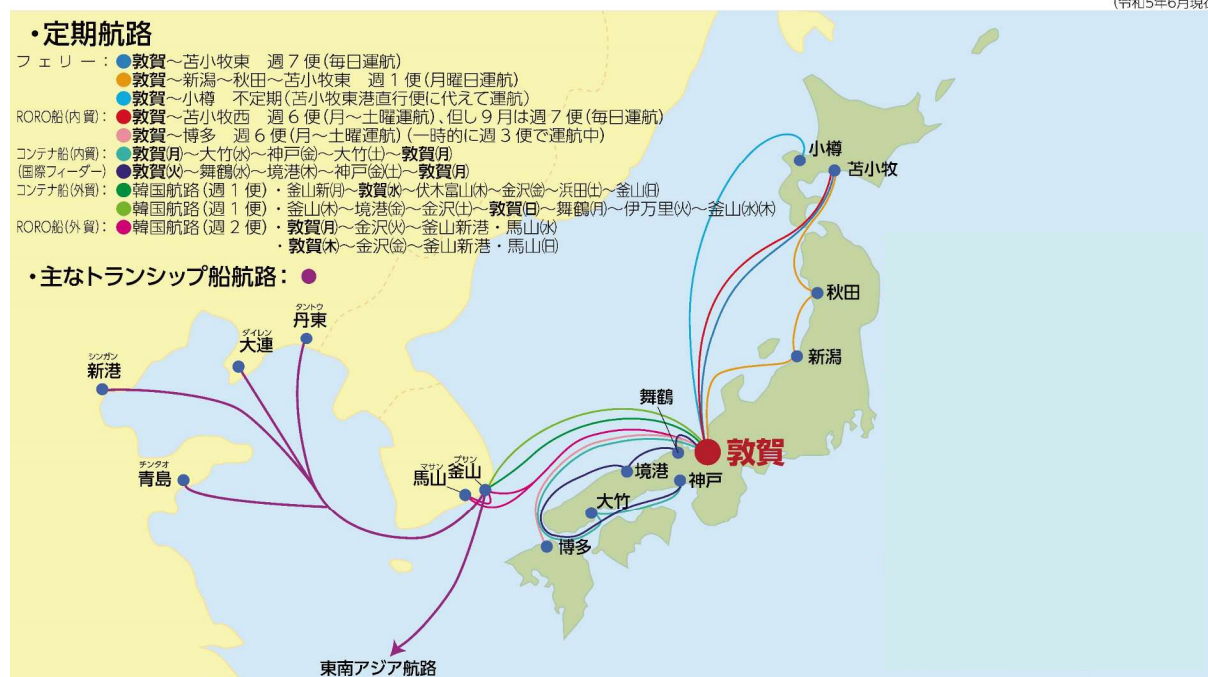 (令和5年6月現在
・定期航路
フェリー：●敦賀～苫小牧東　週7便(毎日運航)
●敦賀～新潟～秋田～苫小牧東　週1便(月曜日運航)
●敦賀～小樽　不定期(苫小牧東港直行便に代えて運航)
RORO船(内貿)：●敦賀～苫小牧西　週6便(月～土曜運航)、但し9月は週7便(毎日運航)
●敦賀～博多　週6便(月～土曜運航)(一時的に週3便で運航中)
コンテナ船(内貿)：●敦賀(月)～大竹(水)～神戸(金)～大竹(土)～敦賀(月)
(国際フィーダー)●敦賀(火)～舞鶴(水)～境港(木)～神戸(金)(土)～敦賀(月)
コンテナ船(外貿)：●韓国航路(週1便)・釜山新(月)～敦賀(水)～伏木富山(木)～金沢(金)～浜田(土)～釜山(日)
●韓国航路(週1便)・釜山(木)～境港(金)～金沢(土)～敦賀(日)～舞鶴(月)～伊万里(火)～釜山(水)(木)
RORO船(外貿)：●韓国航路(週2便)・敦賀(月)～金沢(火)～釜山新港・馬山(水)
・敦賀(木)～金沢(金)～釜山新港・馬山(日)
・主なトランシップ船航路：●
小樽
苫小牧
秋田
新潟
タントウ
丹東
ダイレン
大連
シンガン
新港
チンタオ
青島
マサン
馬山
プサン
釜山
舞鶴
敦賀
境港
神戸
大竹
博多
東南アジア航路